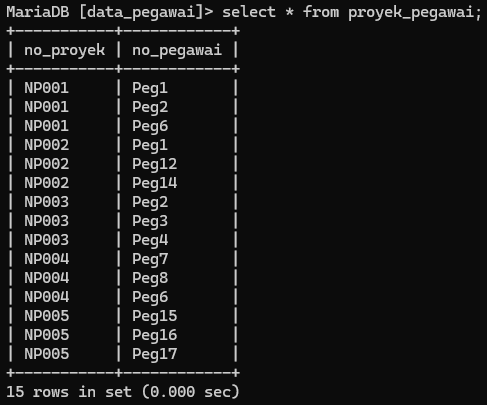 MariaDB [data_pegawai]> select * from proyek_pegawai;
+-----------+------------+
| no_proyek | no_pegawai |
+-----------+------------+
| NP001     | Peg1       |
| NP001     | Peg2       |
| NP001     | Peg6       |
| NP002     | Peg1       |
| NP002     | Peg12      |
| NP002     | Peg14      |
| NP003     | Peg2       |
| NP003     | Peg3       |
| NP003     | Peg4       |
| NP004     | Peg7       |
| NP004     | Peg8       |
| NP004     | Peg6       |
| NP005     | Peg15      |
| NP005     | Peg16      |
| NP005     | Peg17      |
+-----------+------------+
15 rows in set (0.000 sec)